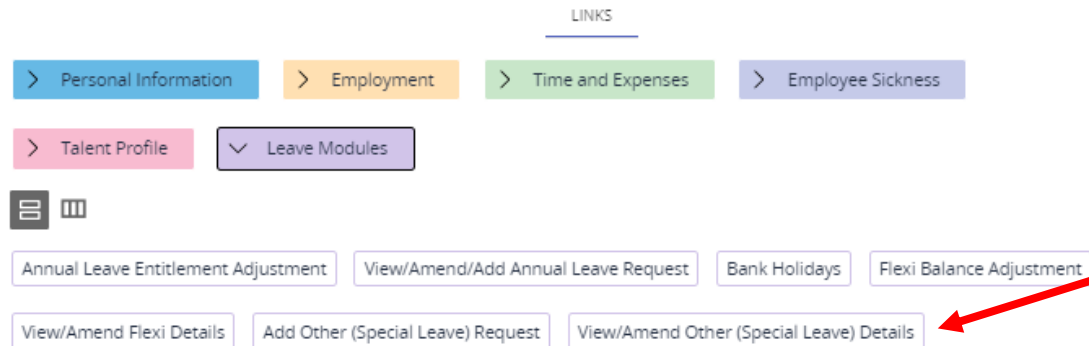 LINKS
Personal Information Employment Time and Expenses Employee Sickness
Talent Profile Leave Modules
Annual Leave Entitlement Adjustment View/Amend/Add Annual Leave Request Bank Holidays Flexi Balance Adjustment
View/Amend Flexi Details Add Other (Special Leave) Request View/Amend Other (Special Leave) Details